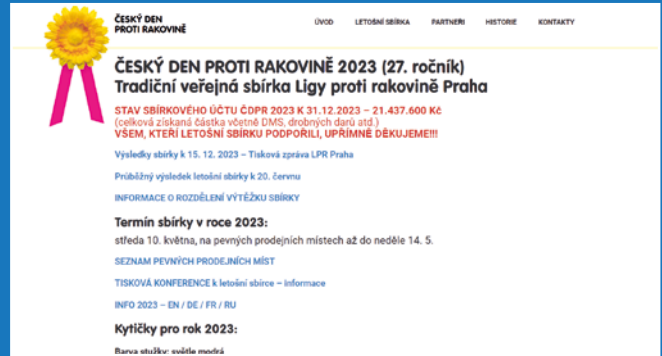 ČESKÝ DEN
PROTI RAKOVINĚ
ÚVOD LETOŠNÍ SBÍRKA PARTNEŘI HISTORIE KONTAKTY
ČESKÝ DEN PROTI RAKOVINĚ 2023 (27. ročník)
Tradiční veřejná sbírka Ligy proti rakovině Praha
STAV SBÍRKOVÉHO ÚČTU ČDPR 2023 K 31.12.2023 – 21.437.600 Kč
(celková získaná částka včetně DMS, drobných darů atd.)
VŠEM, KTEŘÍ LETOŠNÍ SBÍRKU PODPOŘILI, UPŘÍMNĚ DĚKUJEME!!!
Výsledky sbírky k 15. 12. 2023 – Tisková zpráva LPR Praha
Průběžný výsledek letošní sbírky k 20. červnu
INFORMACE O ROZDĚLENÍ VÝTĚŽKU SBÍRKY
Termín sbírky v roce 2023:
středa 10. května, na pevných prodejních místech až do neděle 14. 5.
SEZNAM PEVNÝCH PRODEJNÍCH MÍST
TISKOVÁ KONFERENCE k letošní sbírce – Informace
INFO 2023 – EN / DE / FR / RU
Kytičky pro rok 2023:
Barva stužky: světle modrá